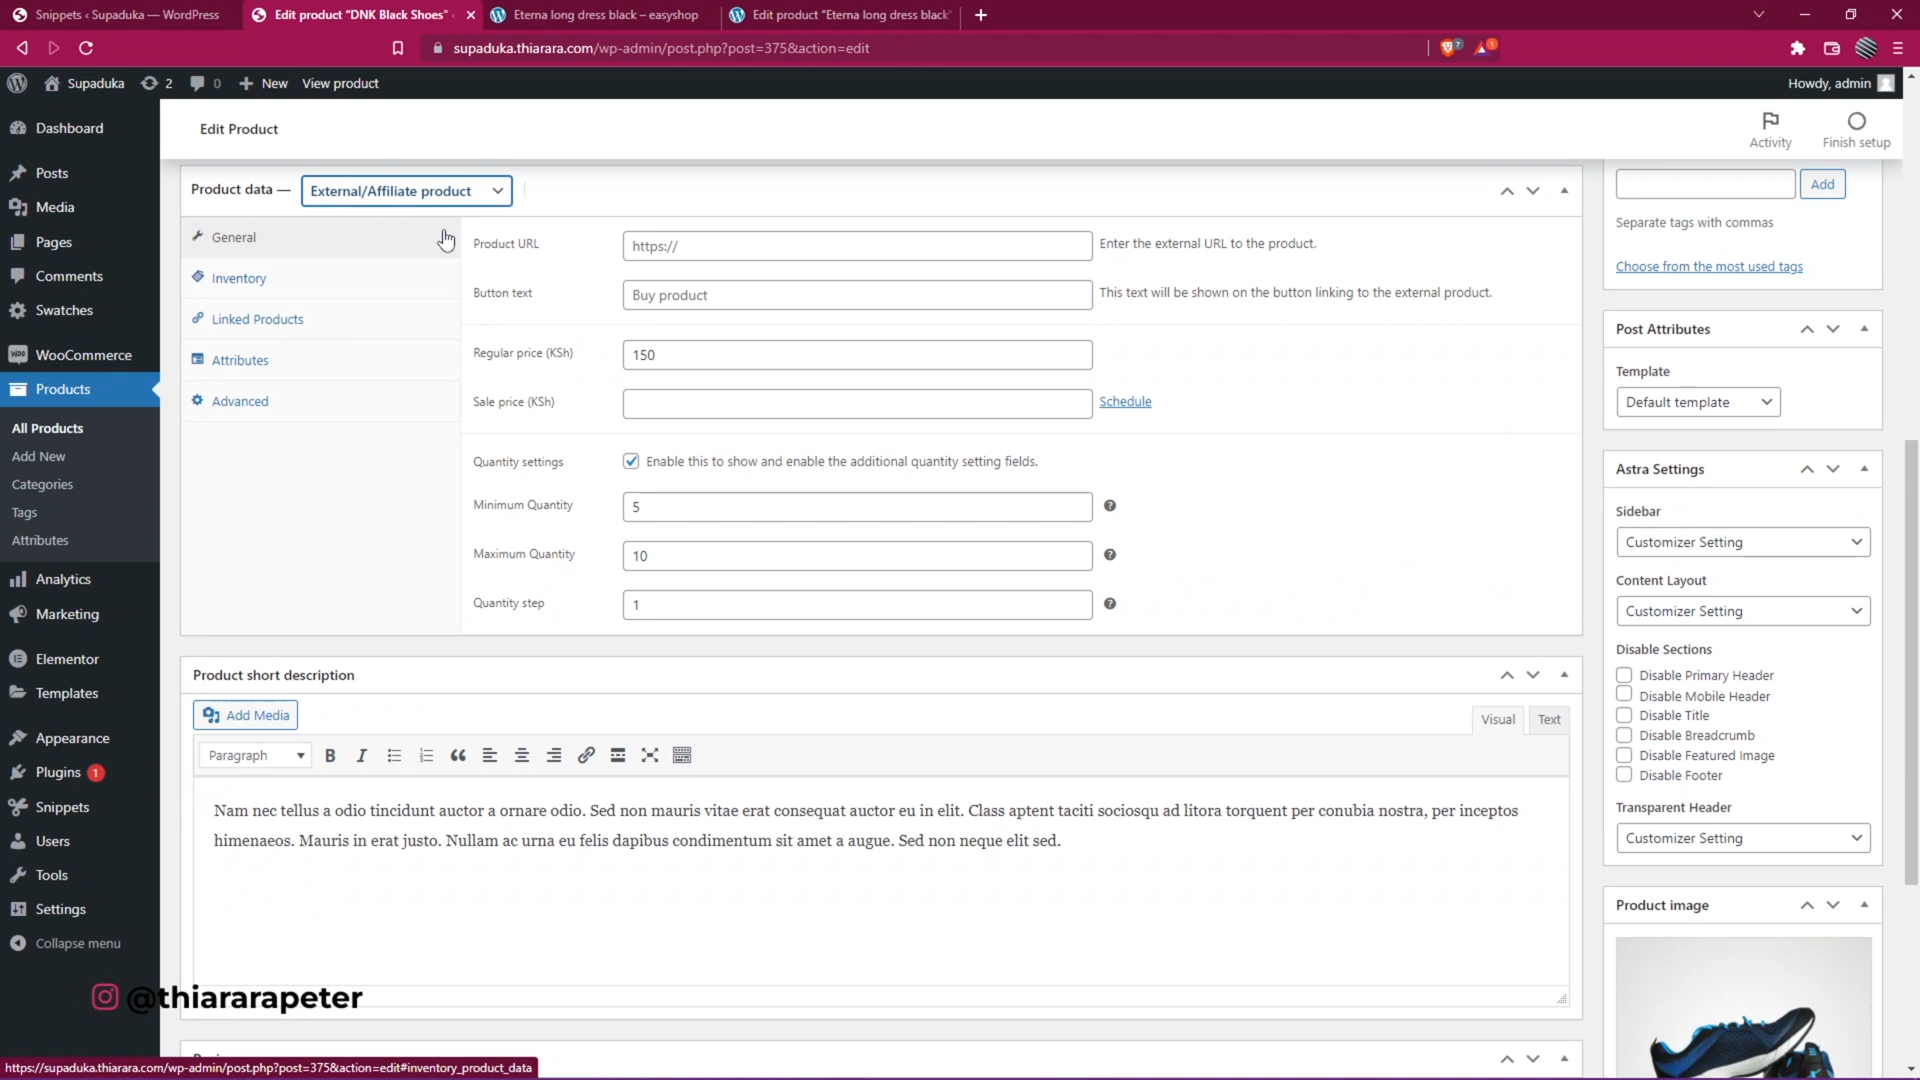 Snippets ‹ Supaduka — WordPress
Edit product “DNK Black Shoes”
Eterna long dress black – easyshop
Edit product “Eterna long dress black”
supaduka.thiarara.com/wp-admin/post.php?post=375&action=edit
7
1
Supaduka
2
0
New
View product
Howdy, admin
Dashboard
Posts
Media
Pages
Comments
Swatches
WooCommerce
Products
All Products
Add New
Categories
Tags
Attributes
Analytics
Marketing
Elementor
Templates
Appearance
Plugins 1
Snippets
Users
Tools
Settings
Collapse menu
Edit Product
Activity
Finish setup
Product data —
External/Affiliate product
General
Inventory
Linked Products
Attributes
Advanced
Product URL
https://
Enter the external URL to the product.
Button text
Buy product
This text will be shown on the button linking to the external product.
Regular price (KSh)
150
Sale price (KSh)
Schedule
Quantity settings
Enable this to show and enable the additional quantity setting fields.
Minimum Quantity
5
Maximum Quantity
10
Quantity step
1
Product short description
Add Media
Visual
Text
Paragraph
Nam nec tellus a odio tincidunt auctor a ornare odio. Sed non mauris vitae erat consequat auctor eu in elit. Class aptent taciti sociosqu ad litora torquent per conubia nostra, per inceptos
himenaeos. Mauris in erat justo. Nullam ac urna eu felis dapibus condimentum sit amet a augue. Sed non neque elit sed.
Add
Separate tags with commas
Choose from the most used tags
Post Attributes
Template
Default template
Astra Settings
Sidebar
Customizer Setting
Content Layout
Customizer Setting
Disable Sections
Disable Primary Header
Disable Mobile Header
Disable Title
Disable Breadcrumb
Disable Featured Image
Disable Footer
Transparent Header
Customizer Setting
Product image
@thiararapeter
https://supaduka.thiarara.com/wp-admin/post.php?post=375&action=edit#inventory_product_data